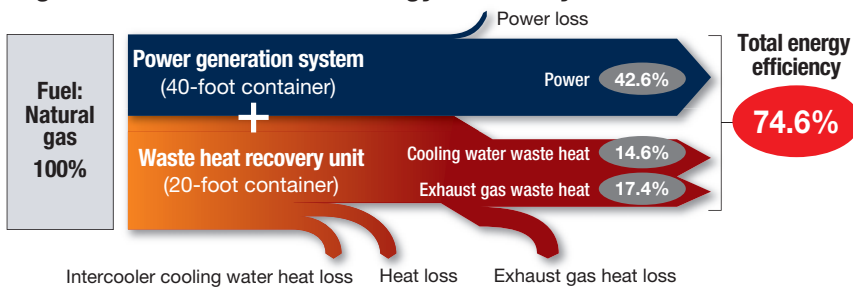 Power loss
Power generation system
(40-foot container)
Power 42.6%
Total energy
efficiency
74.6%
Fuel:
Natural
gas
100%
+
Waste heat recovery unit
(20-foot container)
Cooling water waste heat 14.6%
Exhaust gas waste heat 17.4%
Intercooler cooling water heat loss
Heat loss
Exhaust gas heat loss